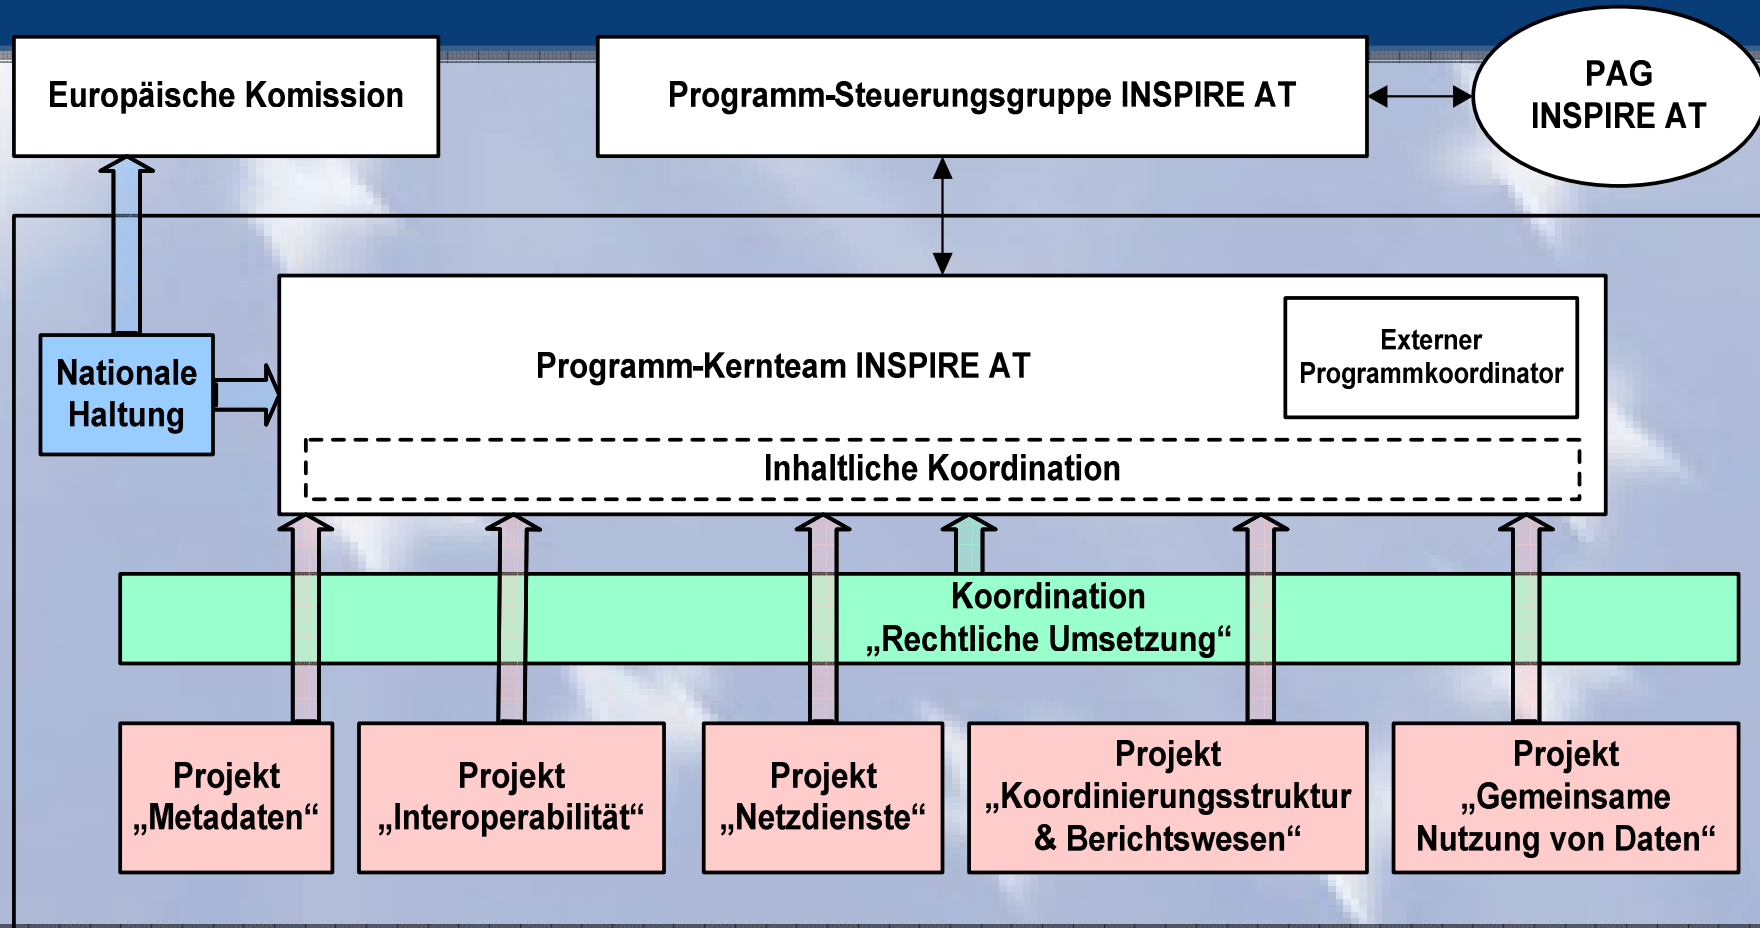 Europäische Komission
Programm-Steuerungsgruppe INSPIRE AT
PAG
INSPIRE AT
Nationale
Haltung
Programm-Kernteam INSPIRE AT
Externer
Programmkoordinator
Inhaltliche Koordination
Koordination
„Rechtliche Umsetzung“
Projekt
„Metadaten“
Projekt
„Interoperabilität“
Projekt
„Netzdienste“
Projekt
„Koordinierungsstruktur
& Berichtswesen“
Projekt
„Gemeinsame
Nutzung von Daten“